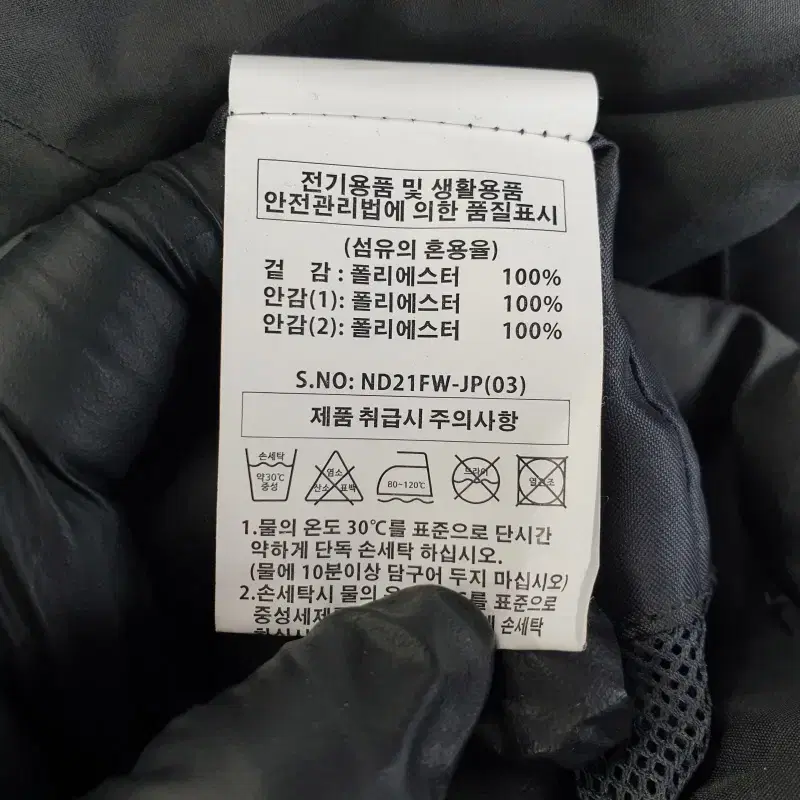 전기용품 및 생활용품
안전관리법에 의한 품질표시
(섬유의 혼용율)
겉 감 : 폴리에스터 100%
안감(1): 폴리에스터 100%
안감(2): 폴리에스터 100%
S.NO: ND21FW-JP(03)
제품 취급시 주의사항
손세탁
약30℃
중성
염소
산소 표백
80~120℃
드라이
열건조
1.물의 온도 30℃를 표준으로 단시간
약하게 단독 손세탁 하십시오.
(물에 10분이상 담구어 두지 마십시오)
2.손세탁시 물의 를 표준으로
중성세제 손세탁